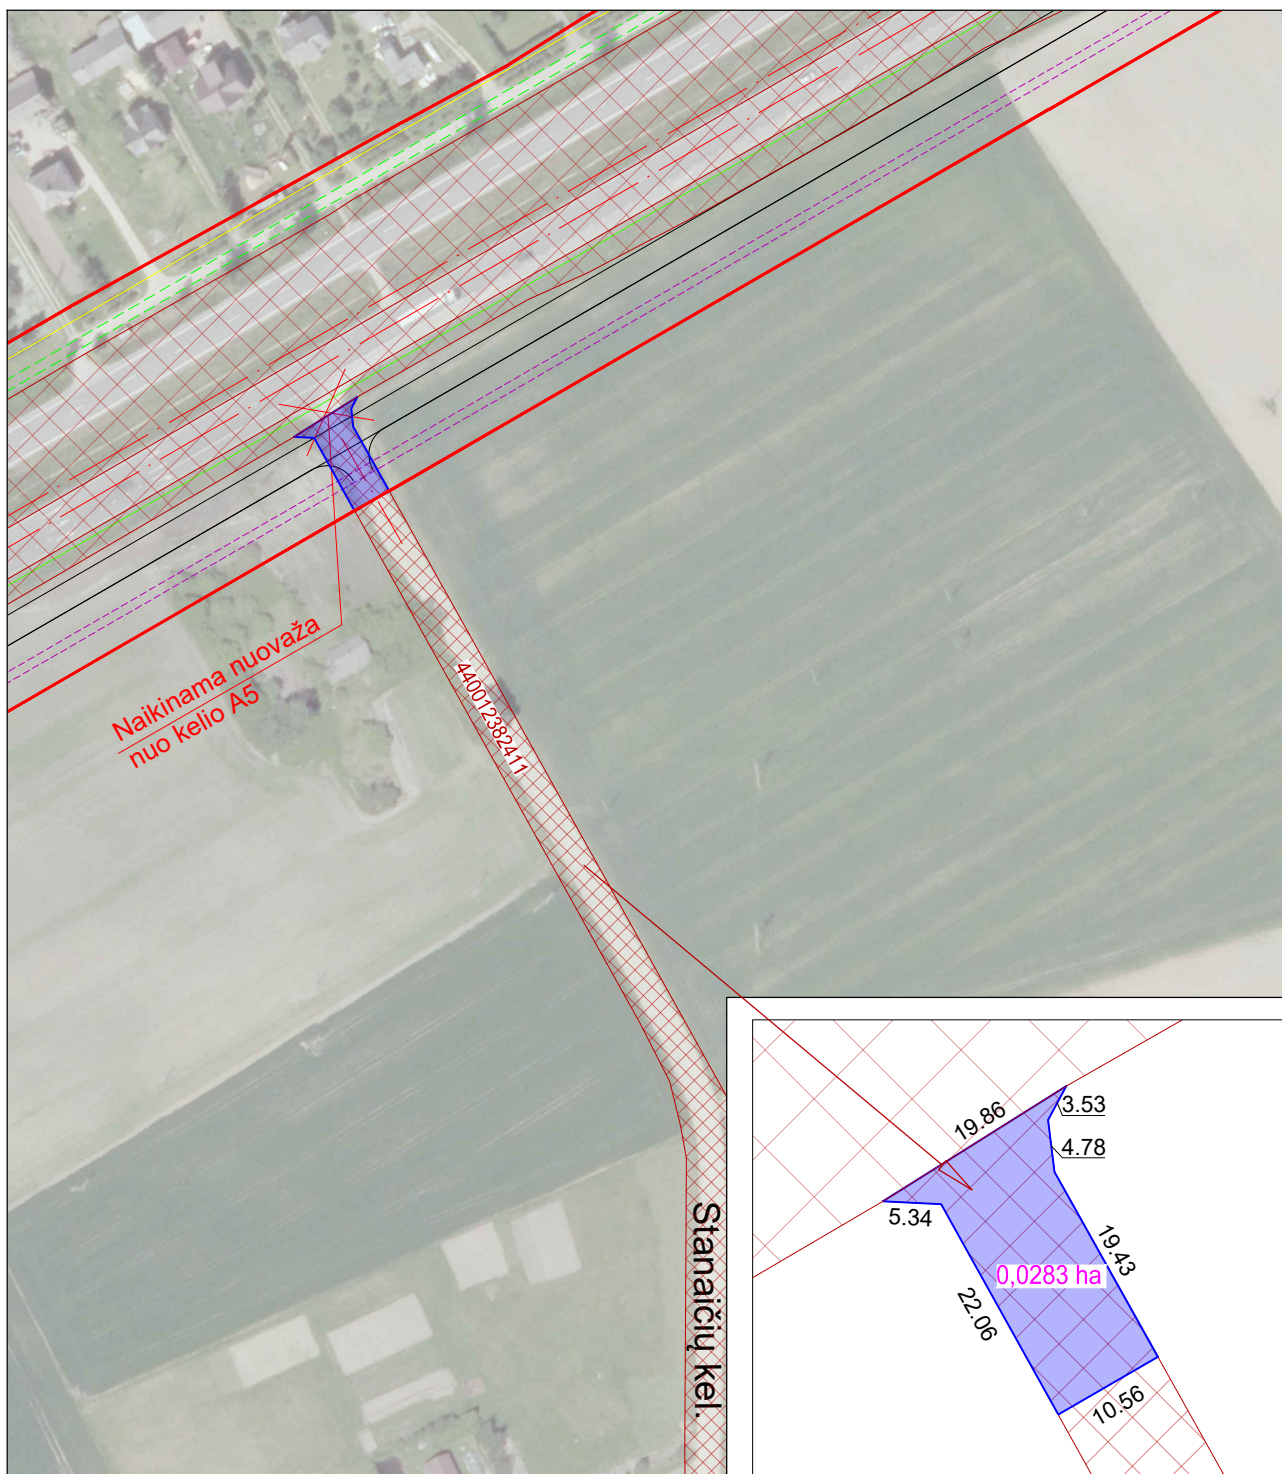 Naikinama nuovaža
nuo kelio A5
440012382411
Stanaičių kel.
19.86
3.53
4.78
5.34
19.43
0,0283 ha
22.06
10.56